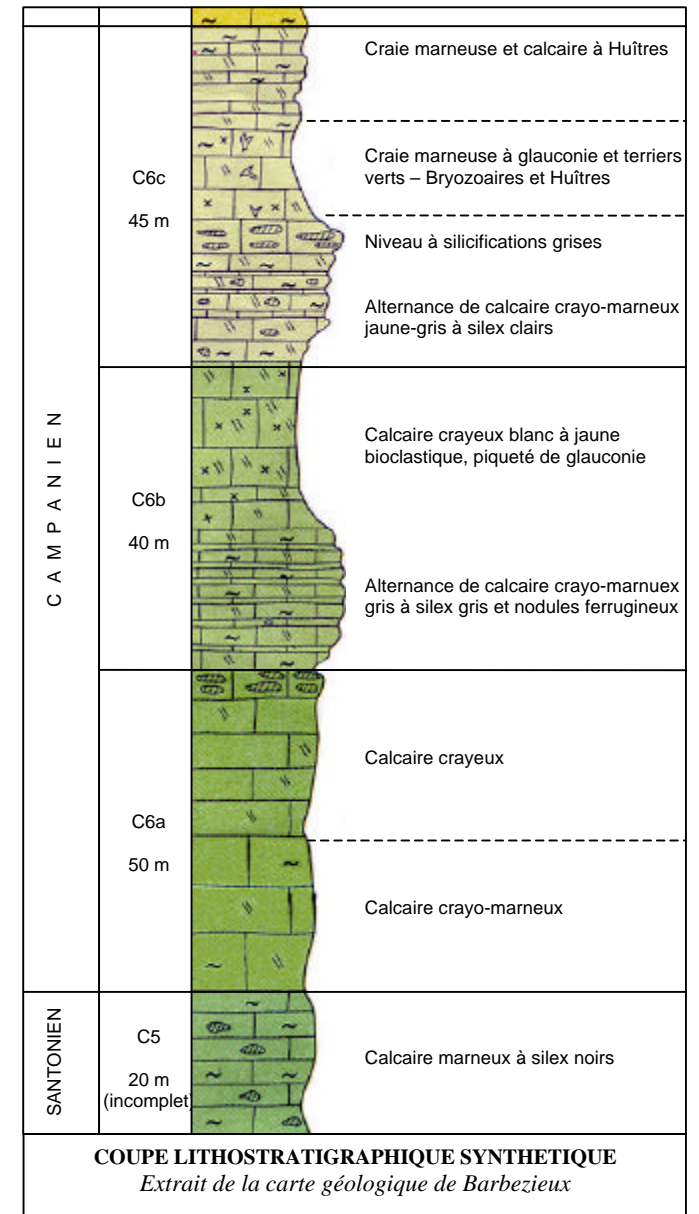 Craie marneuse et calcaire à Huîtres
Craie marneuse à glauconie et terriers
verts – Bryozoaires et Huîtres
C6c
45 m
Niveau à silicifications grises
Alternance de calcaire crayo-marneux
jaune-gris à silex clairs
CAMPANIEN
Calcaire crayeux blanc à jaune
bioclastique, piqueté de glauconie
C6b
40 m
Alternance de calcaire crayo-marnuex
gris à silex gris et nodules ferrugineux
Calcaire crayeux
C6a
50 m
Calcaire crayo-marneux
SANTONIEN
C5
20 m
(incomplet)
Calcaire marneux à silex noirs
COUPE LITHOSTRATIGRAPHIQUE SYNTHETIQUE
Extrait de la carte géologique de Barbezieux